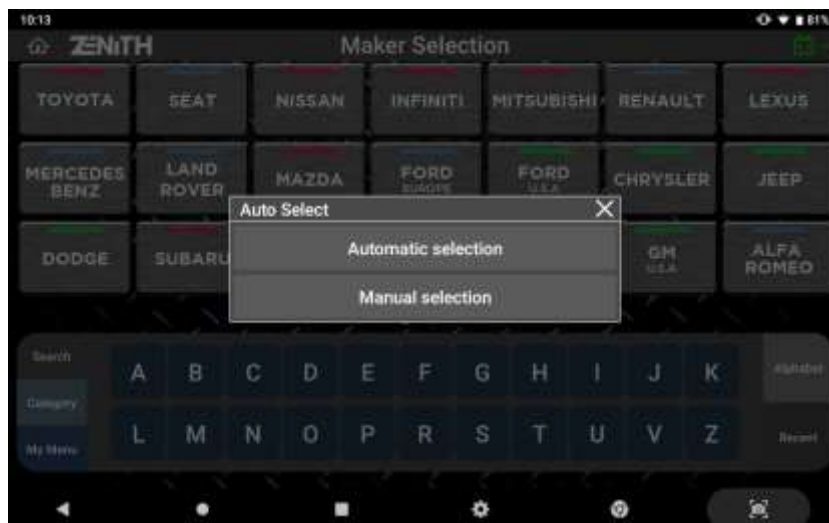 10:13
81%
ZENITH
Maker Selection
TOYOTA
SEAT
NISSAN
INFINITI
MITSUBISHI
RENAULT
LEXUS
MERCEDES
BENZ
LAND
ROVER
MAZDA
FORD
EUROPE
FORD
U.S.A
CHRYSLER
JEEP
Auto Select
Automatic selection
Manual selection
DODGE
SUBARU
GM
U.S.A
ALFA
ROMEO
Search
Category
My Menu
A B C D E F G H I J K
L M N O P R S T U V Z
Alphabet
Recent